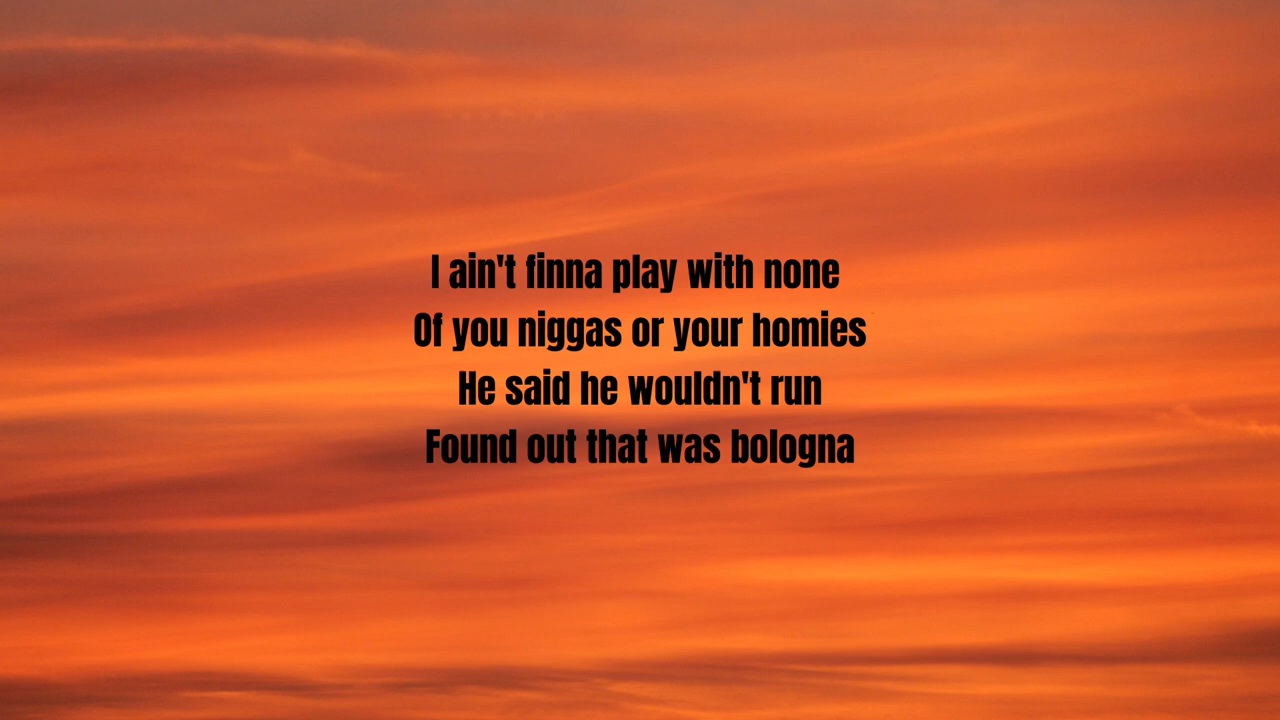 I ain't finna play with none
Of you niggas or your homies
He said he wouldn't run
Found out that was bologna